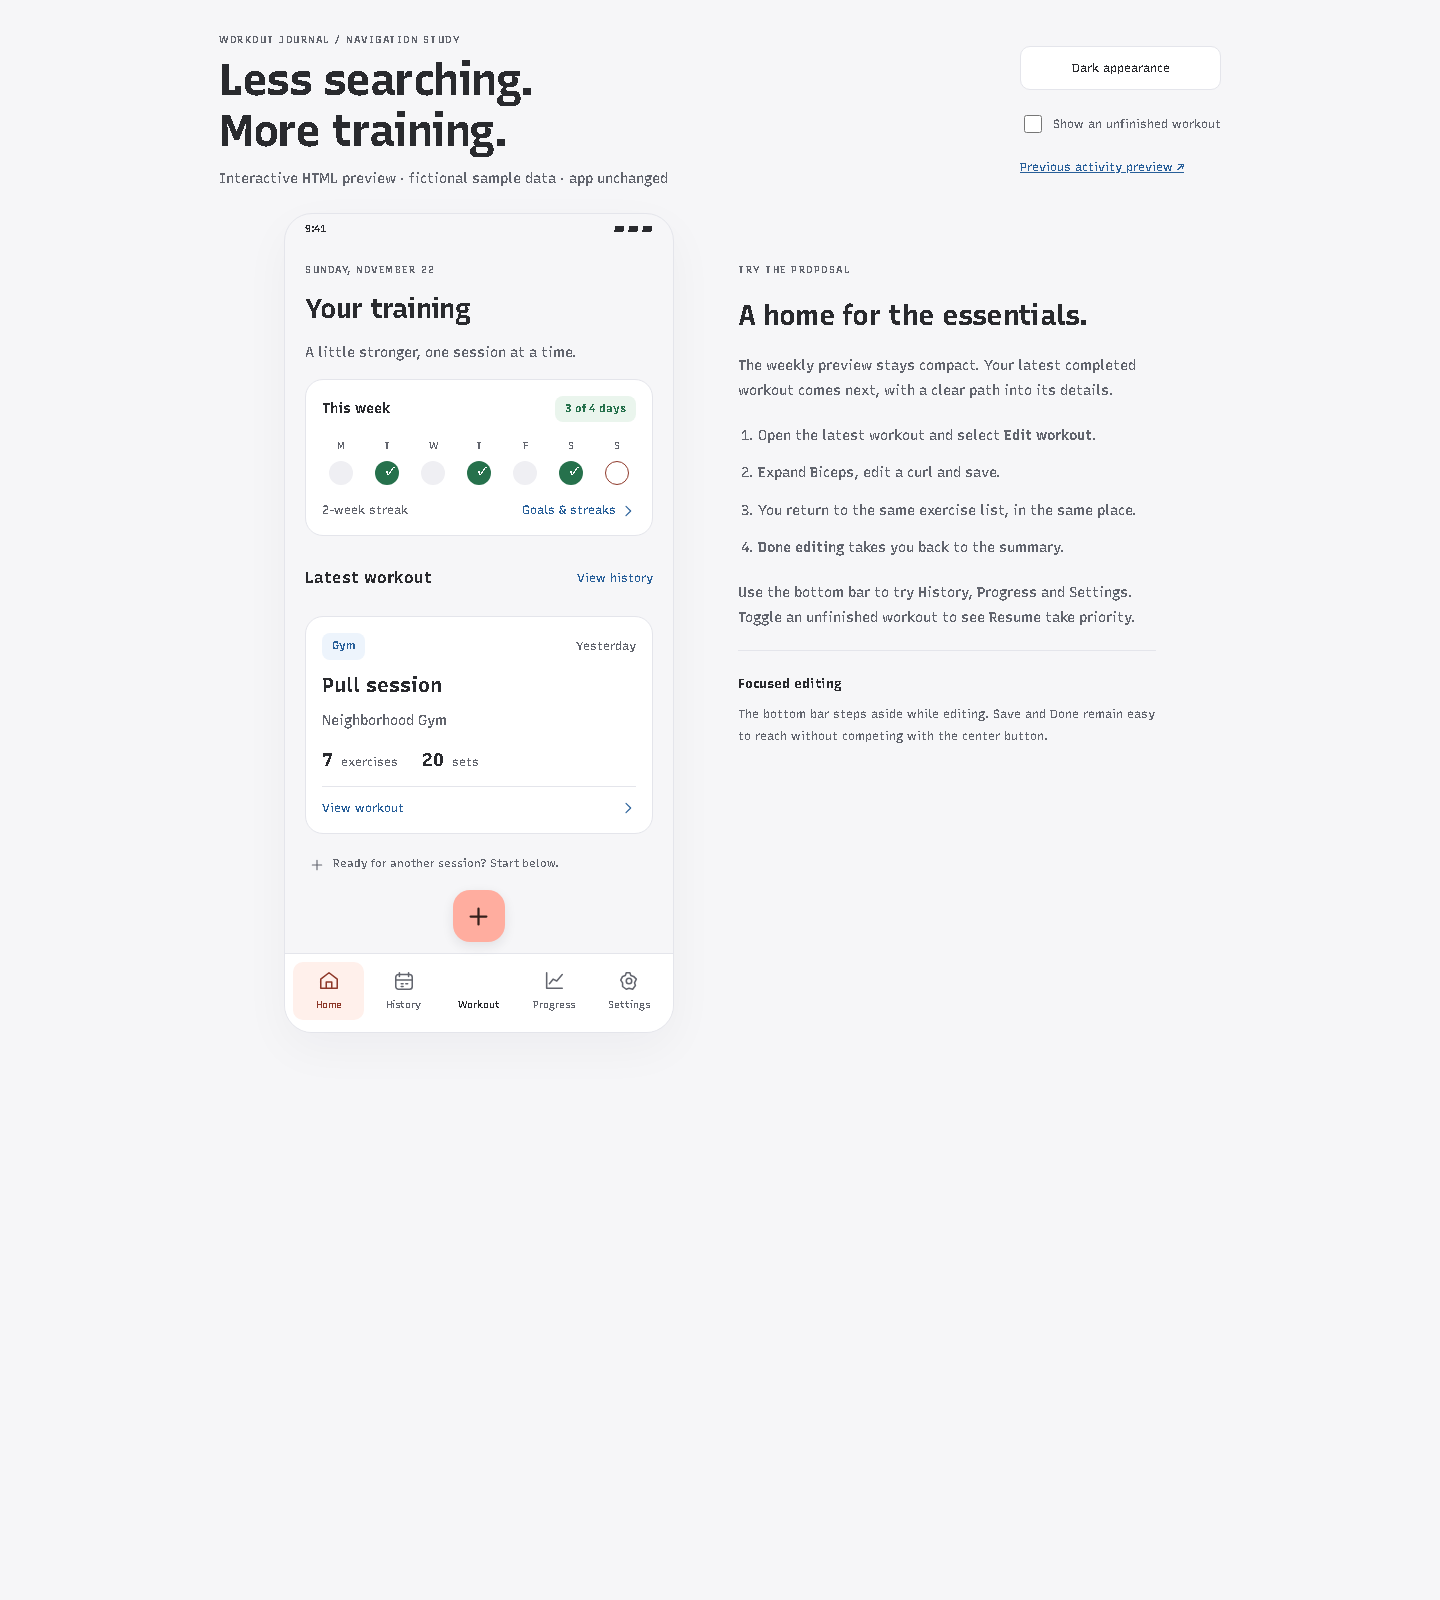 WORKOUT JOURNAL / NAVIGATION STUDY
Less searching.
More training.
Interactive HTML preview · fictional sample data · app unchanged
Dark appearance
Show an unfinished workout
Previous activity preview ↗
9:41
SUNDAY, NOVEMBER 22
Your training
A little stronger, one session at a time.
This week
3 of 4 days
M T W T F S S
✓ ✓ ✓
2-week streak
Goals & streaks
Latest workout
View history
Gym
Yesterday
Pull session
Neighborhood Gym
7 exercises 20 sets
View workout
Ready for another session? Start below.
Home
History
Workout
Progress
Settings
TRY THE PROPOSAL
A home for the essentials.
The weekly preview stays compact. Your latest completed
workout comes next, with a clear path into its details.
1. Open the latest workout and select Edit workout.
2. Expand Biceps, edit a curl and save.
3. You return to the same exercise list, in the same place.
4. Done editing takes you back to the summary.
Use the bottom bar to try History, Progress and Settings.
Toggle an unfinished workout to see Resume take priority.
Focused editing
The bottom bar steps aside while editing. Save and Done remain easy
to reach without competing with the center button.